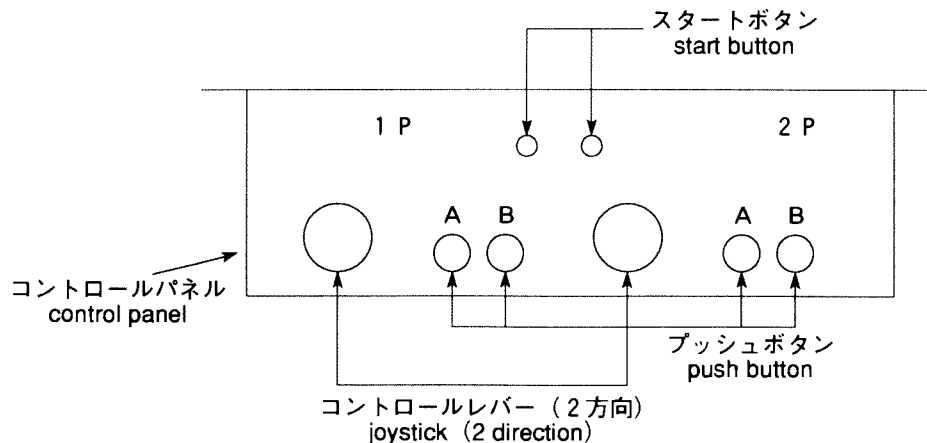 スタートボタン
start button
1 P
2 P
A
B
A
B
コントロールパネル
control panel
プッシュボタン
push button
コントロールレバー (2方向)
joystick (2 direction)